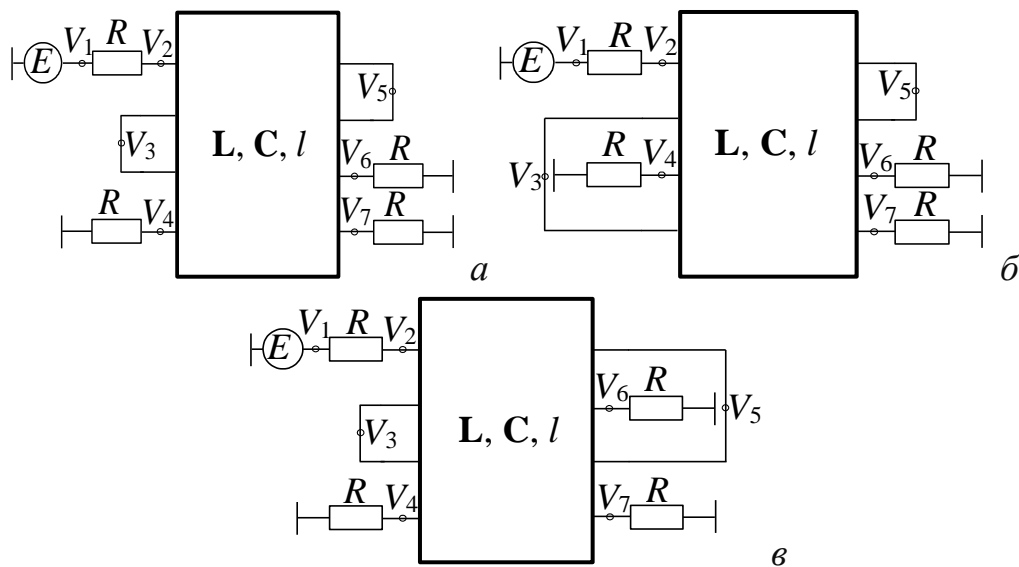 E V1 R V2
V3
R V4
L, C, l
V5
V6 R
V7 R
а
E V1 R V2
V3 R V4
L, C, l
V5
V6 R
V7 R
б
E V1 R V2
V3
R V4
L, C, l
V6 R V5
V7 R
в